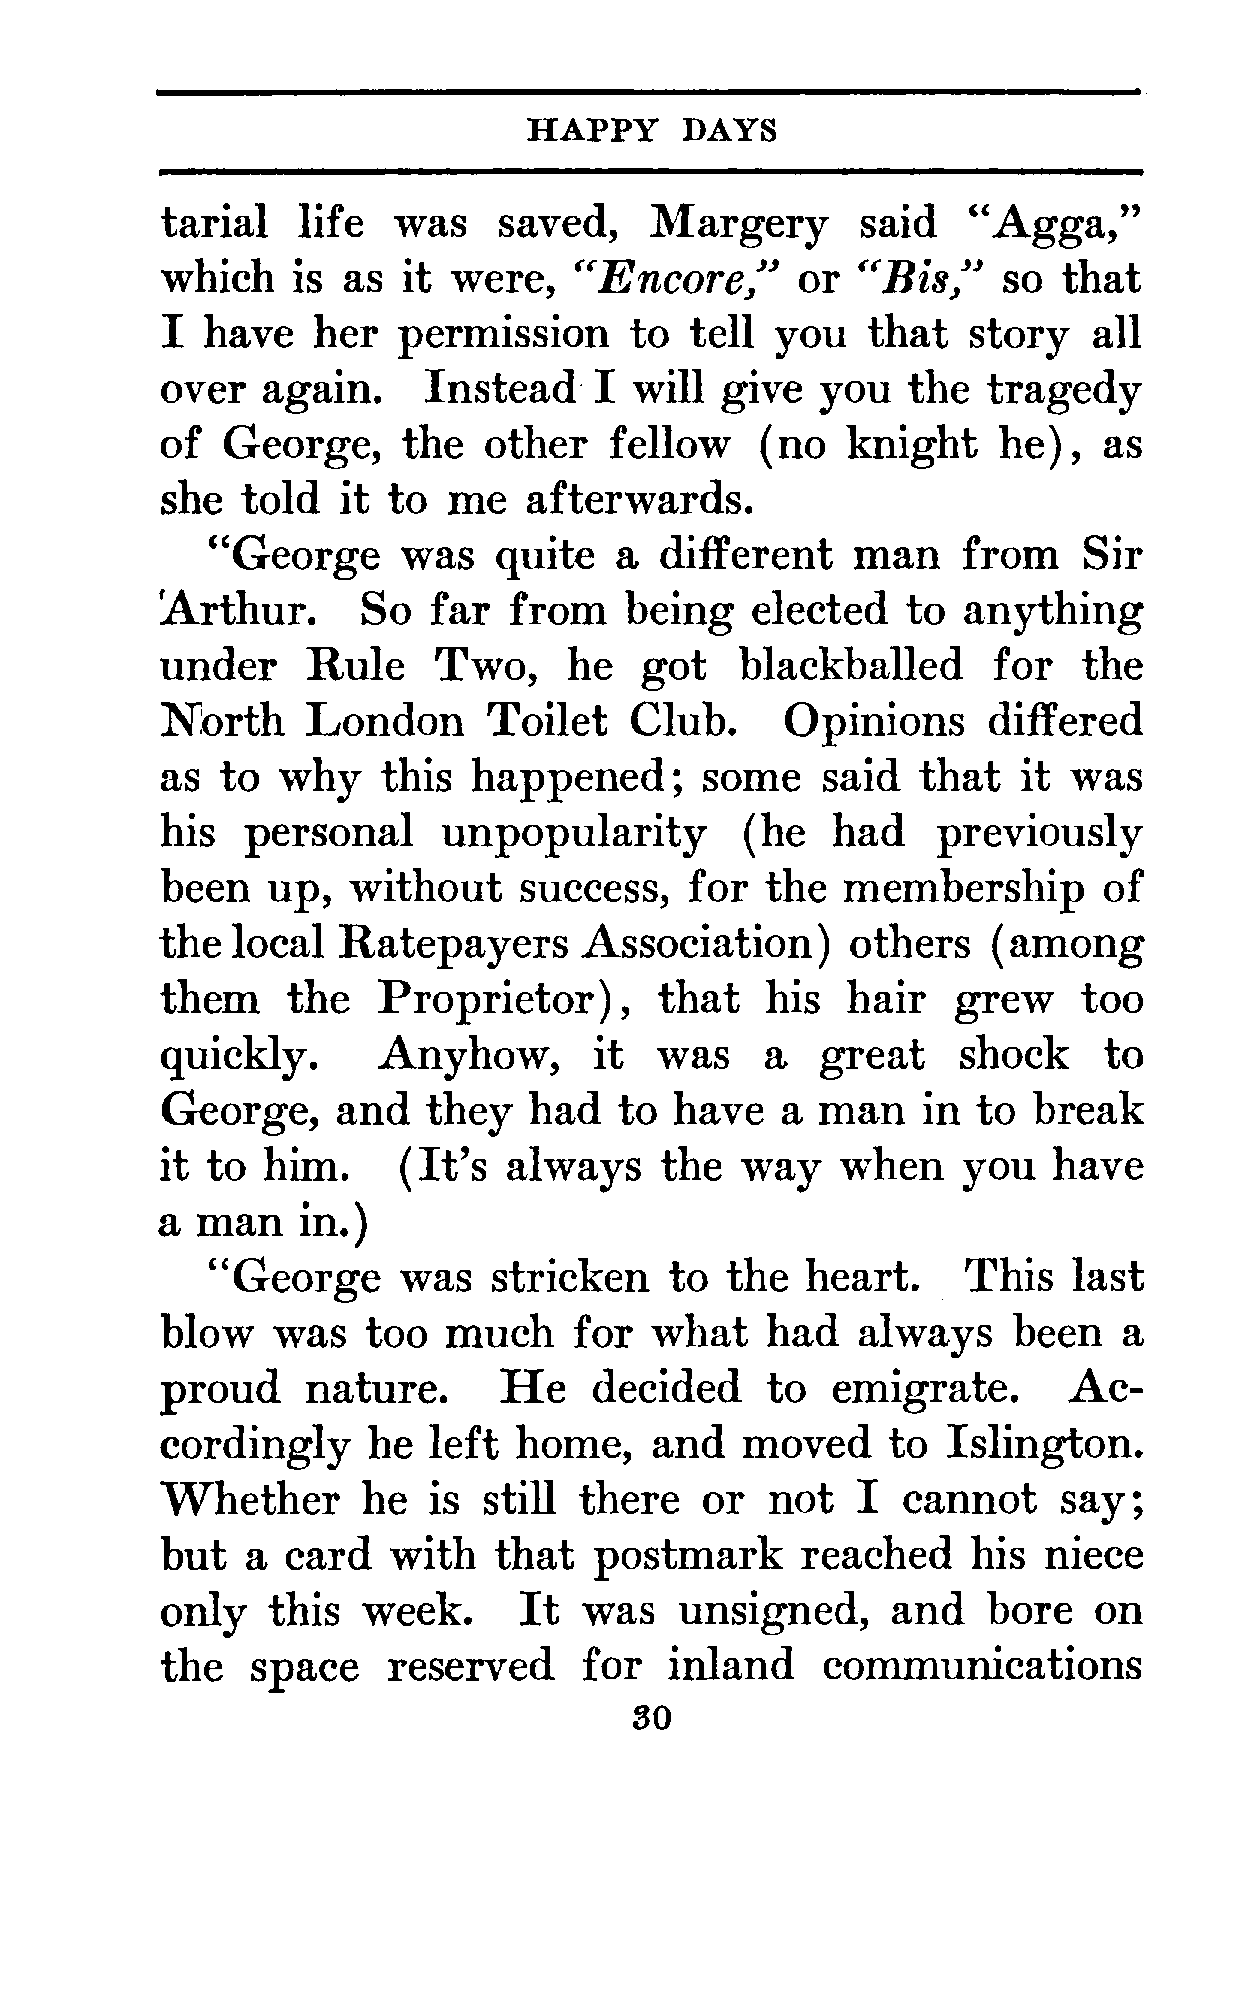 HAPPY DAYS
tarial life was saved, Margery said “Agga,”
which is as it were, “Encore,” or “Bis,” so that
I have her permission to tell you that story all
over again. Instead I will give you the tragedy
of George, the other fellow (no knight he), as
she told it to me afterwards.
“George was quite a different man from Sir
Arthur. So far from being elected to anything
under Rule Two, he got blackballed for the
North London Toilet Club. Opinions differed
as to why this happened; some said that it was
his personal unpopularity (he had previously
been up, without success, for the membership of
the local Ratepayers Association) others (among
them the Proprietor), that his hair grew too
quickly. Anyhow, it was a great shock to
George, and they had to have a man in to break
it to him. (It’s always the way when you have
a man in.)
“George was stricken to the heart. This last
blow was too much for what had always been a
proud nature. He decided to emigrate. Ac-
cordingly he left home, and moved to Islington.
Whether he is still there or not I cannot say;
but a card with that postmark reached his niece
only this week. It was unsigned, and bore on
the space reserved for inland communications
30